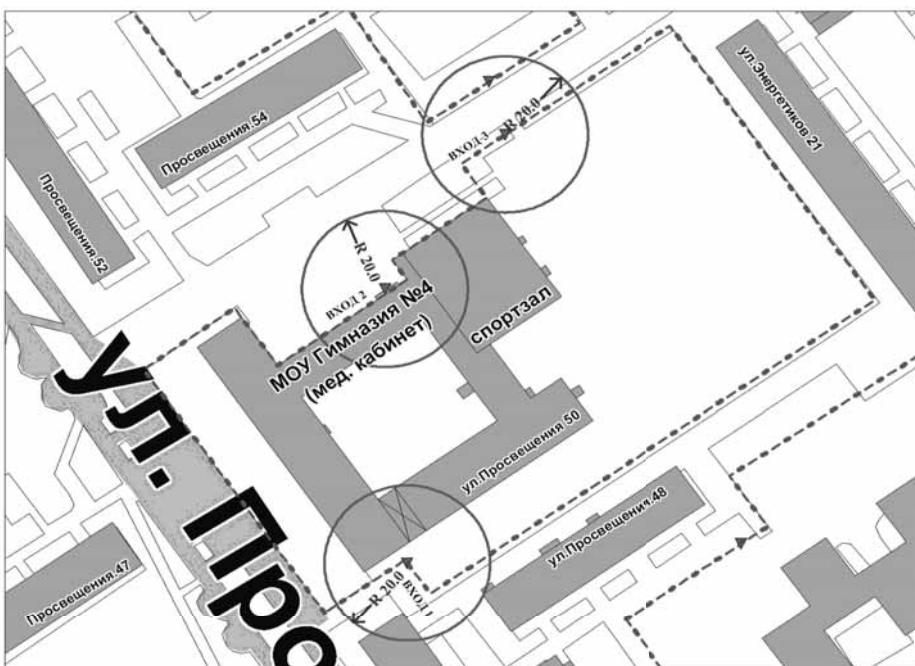 Просвещения.54
ул.Энергетиков 21
ВХОД 3
R 20.0
Просвещения.52
R 20.0
ВХОД 2
МОУ Гимназия №4
(мед. кабинет)
спортзал
ул. Про
ул.Просвещения 50
ул.Просвещения.48
R 20.0
ВХОД 1
Просвещения.47